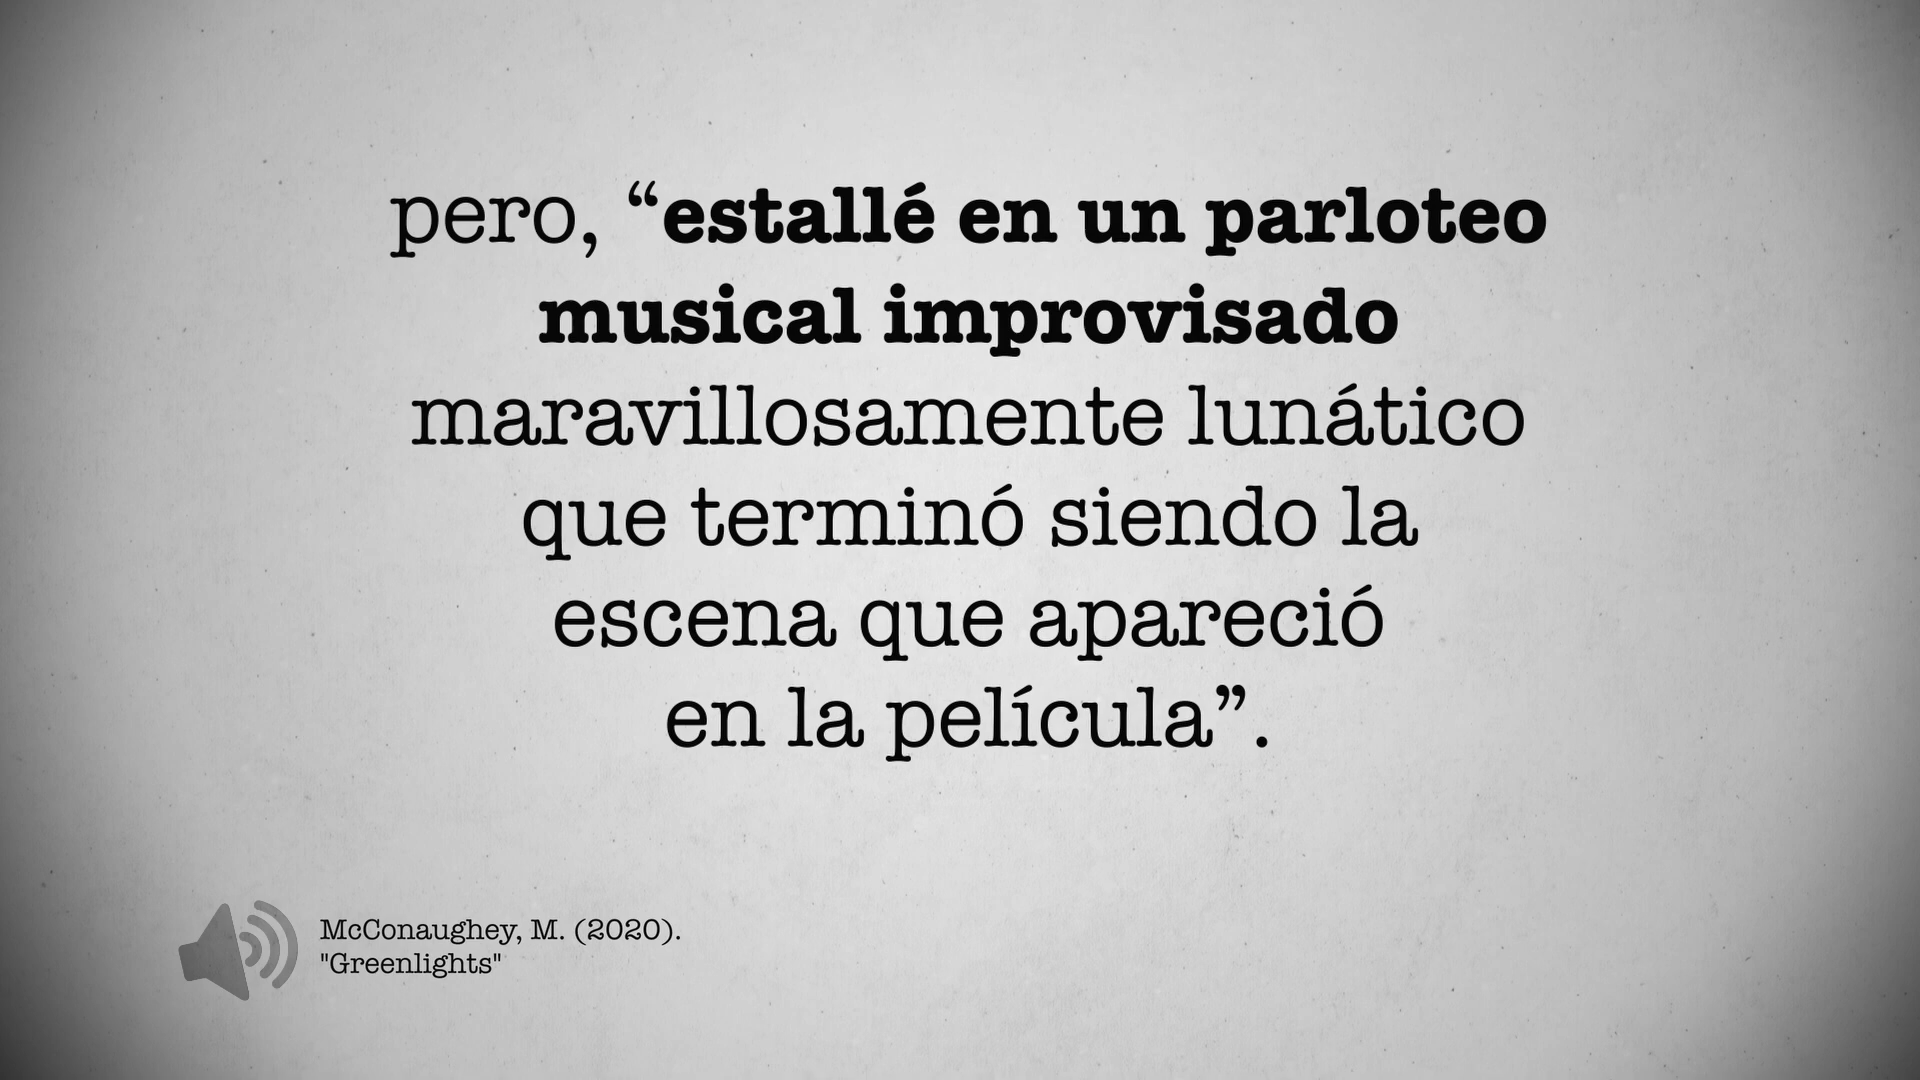 pero, “estallé en un parloteo
musical improvisado
maravillosamente lunático
que terminó siendo la
escena que apareció
en la película”.
McConaughey, M. (2020).
"Greenlights"